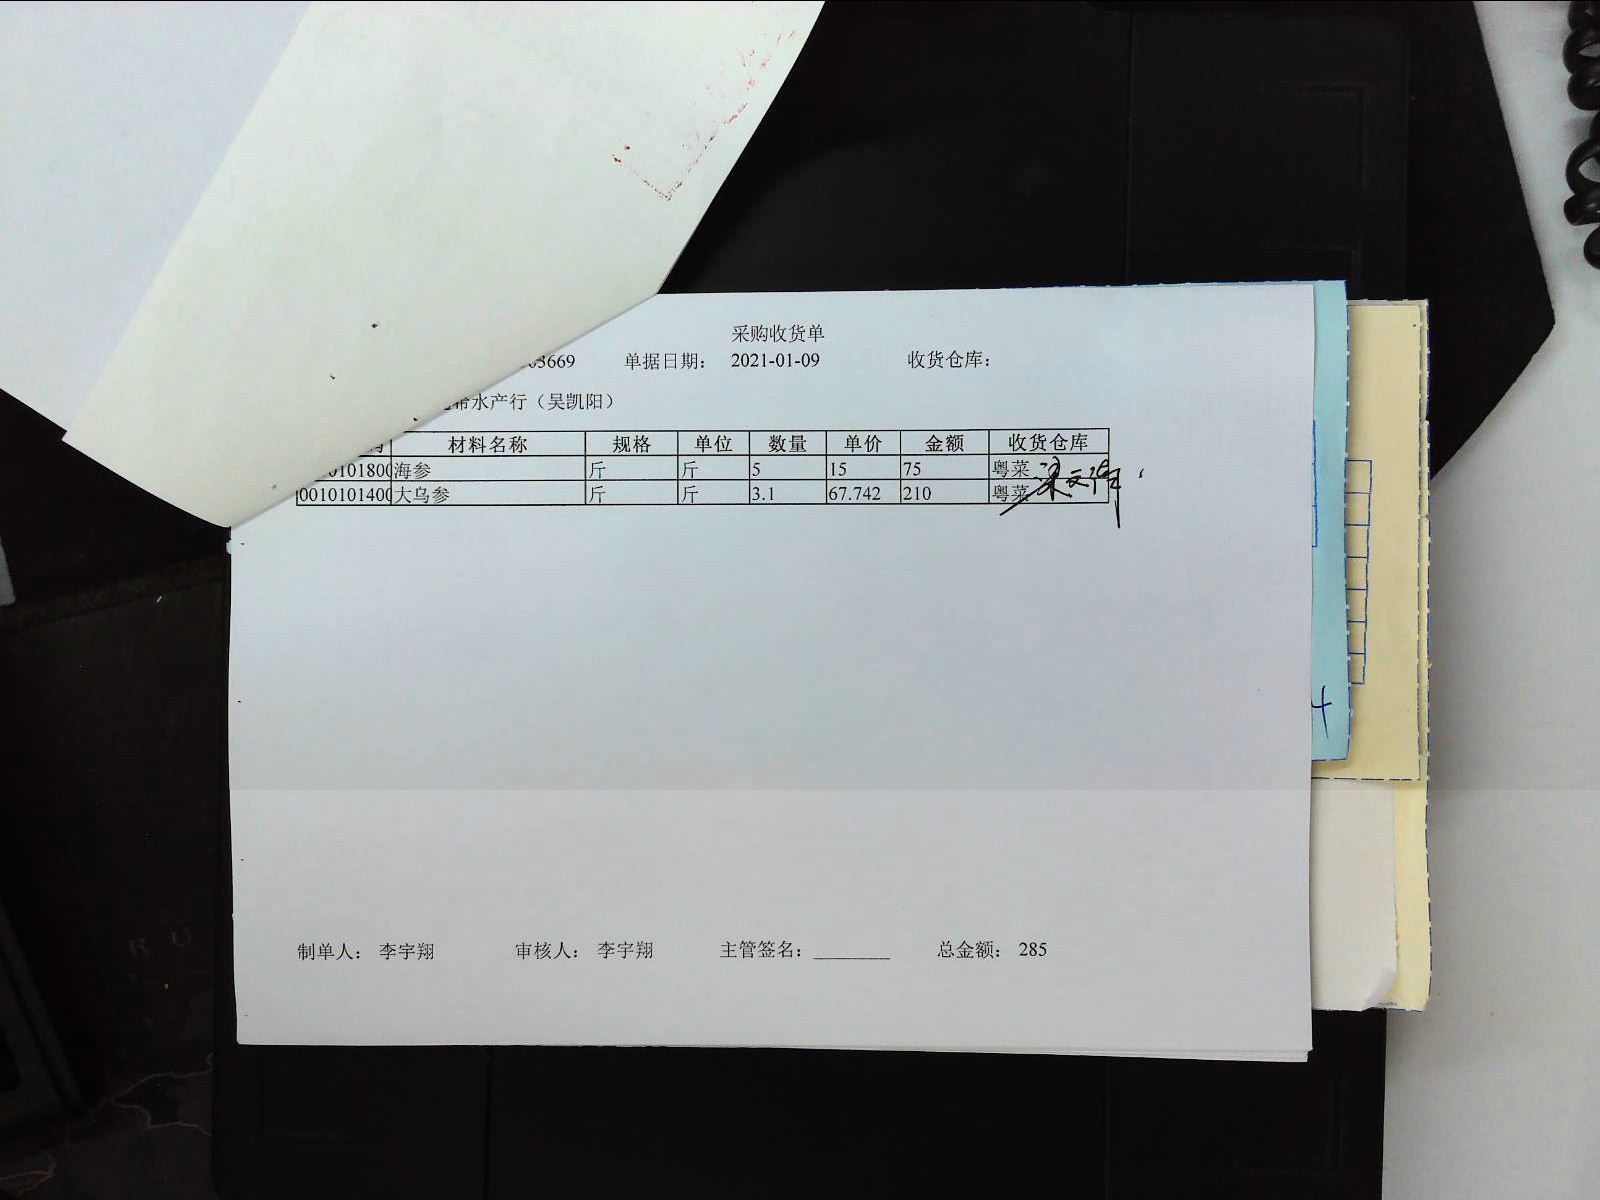 采购收货单
03669 单据日期： 2021-01-09 收货仓库：
水产行（吴凯阳）
材料名称 规格 单位 数量 单价 金额 收货仓库
0101800 海参 斤 斤 5 15 75 粤菜
0010101400 大乌参 斤 斤 3.1 67.742 210 粤菜
4
制单人： 李宇翔 审核人： 李宇翔 主管签名： 总金额： 285